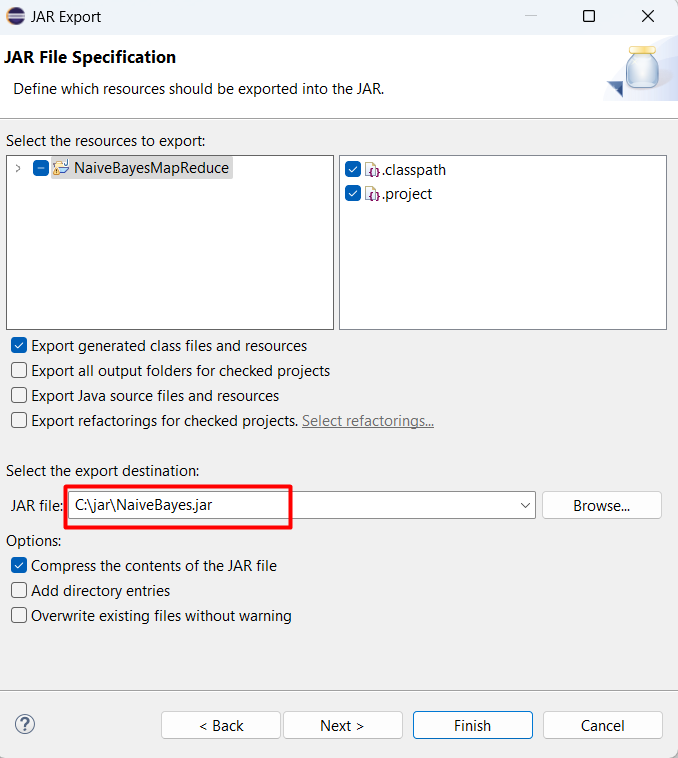 JAR Export
JAR File Specification
Define which resources should be exported into the JAR.
Select the resources to export:
NaiveBayesMapReduce
.classpath
.project
Export generated class files and resources
Export all output folders for checked projects
Export Java source files and resources
Export refactorings for checked projects. Select refactorings...
Select the export destination:
JAR file: C:\jar\NaiveBayes.jar Browse...
Options:
Compress the contents of the JAR file
Add directory entries
Overwrite existing files without warning
? < Back Next > Finish Cancel